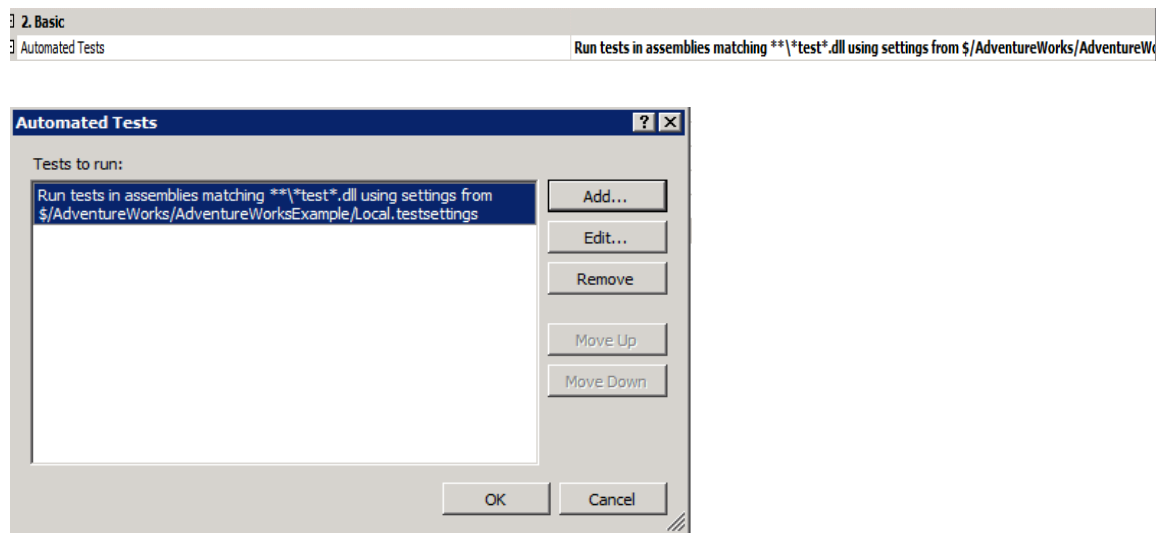 2. Basic
Automated Tests
Run tests in assemblies matching **\*test*.dll using settings from $/AdventureWorks/
Automated Tests
Tests to run:
Run tests in assemblies matching **\*test*.dll using settings from
$/AdventureWorks/AdventureWorksExample/Local.testsettings
Add...
Edit...
Remove
Move Up
Move Down
OK
Cancel